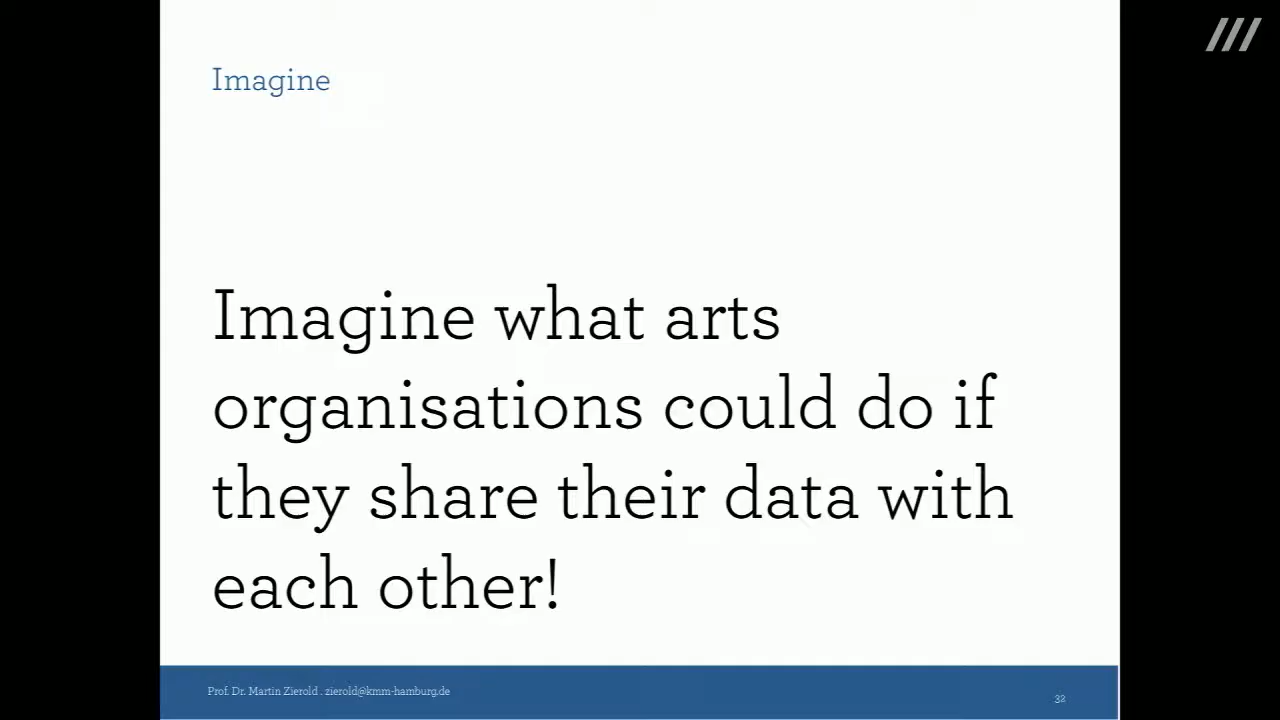 Imagine
Imagine what arts
organisations could do if
they share their data with
each other!
Prof. Dr. Martin Zierold . zierold@kmm-hamburg.de
32